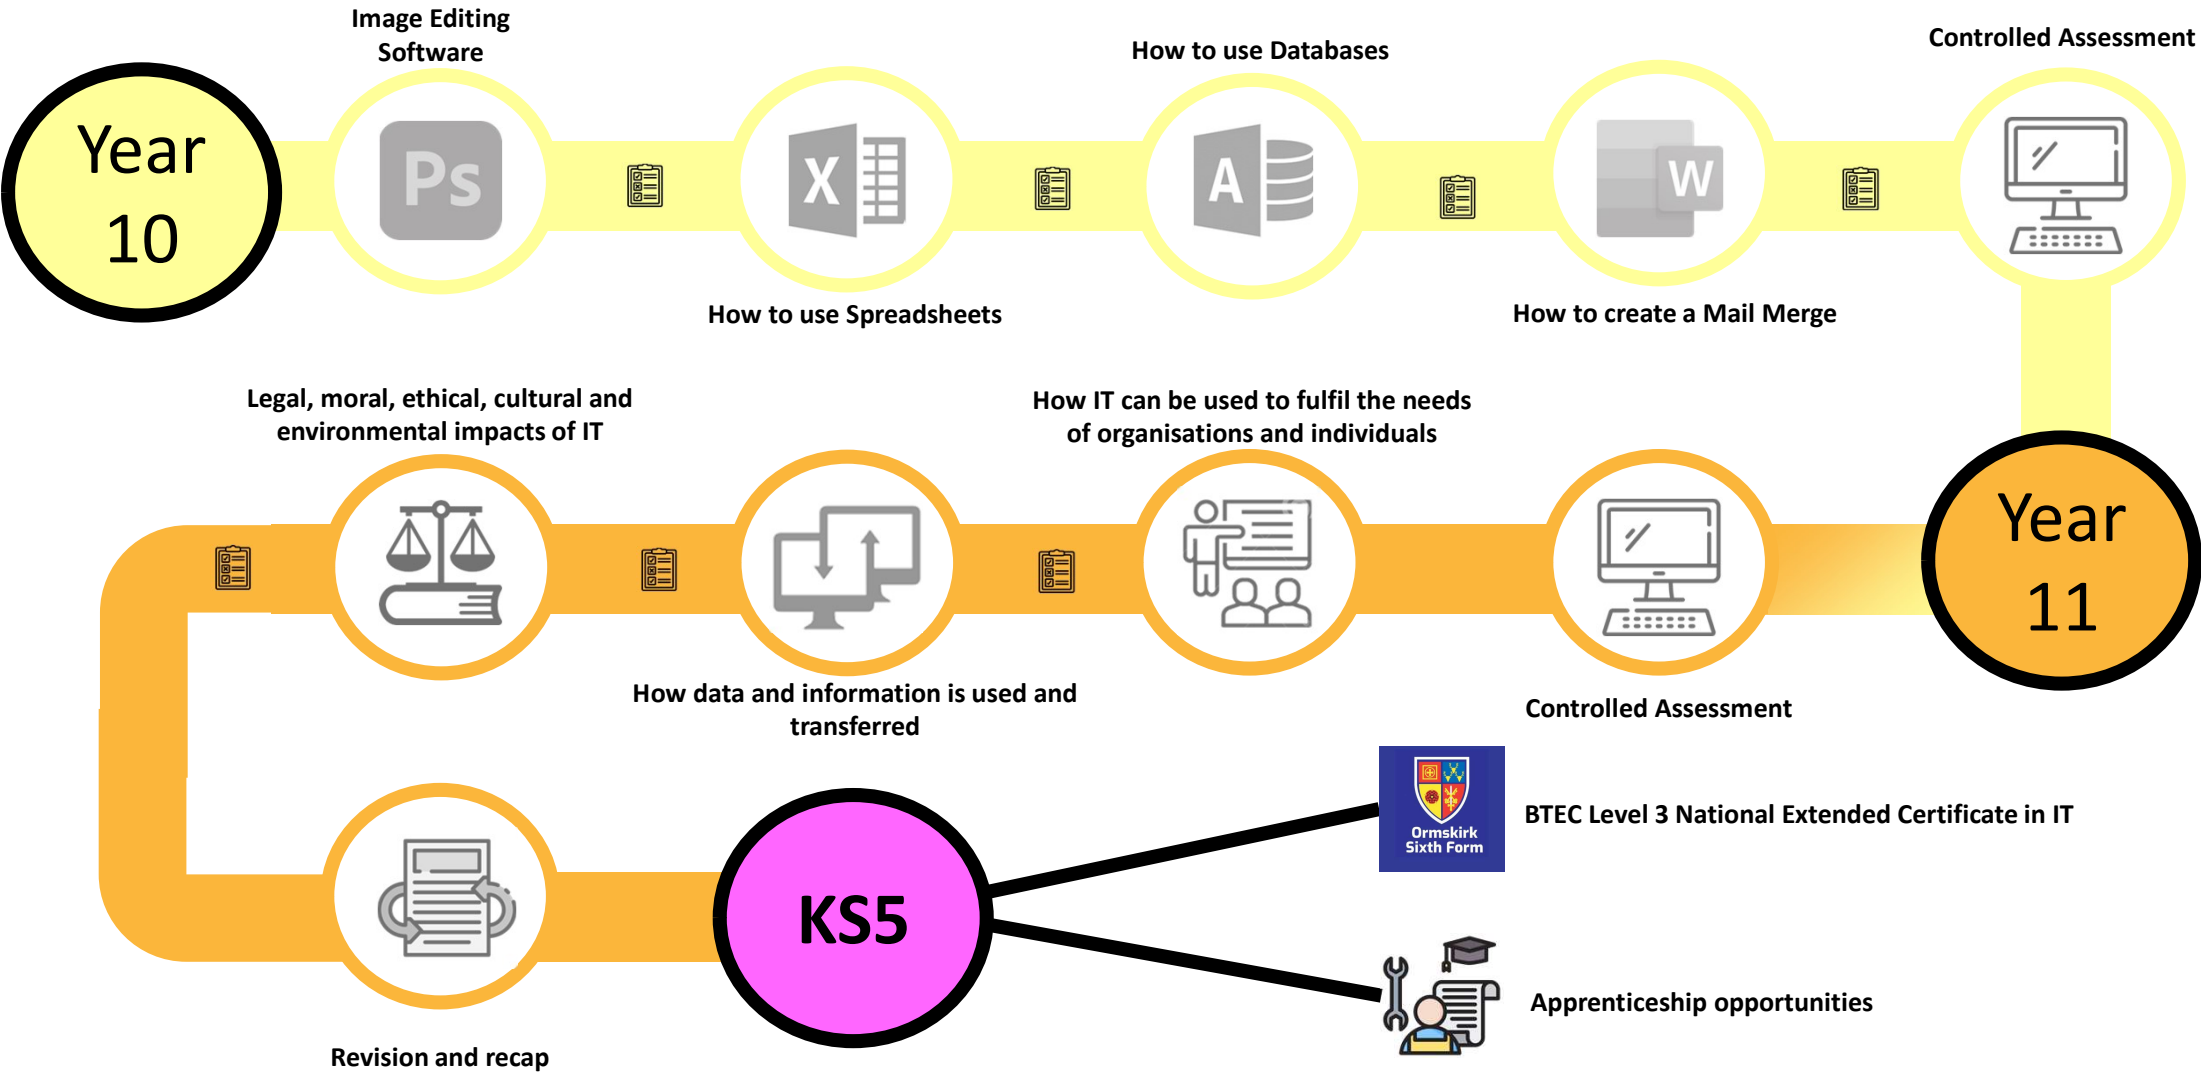 Image Editing
Software
How to use Databases
Controlled Assessment
Year
10
Ps
X
A
W
How to use Spreadsheets
How to create a Mail Merge
Legal, moral, ethical, cultural and
environmental impacts of IT
How IT can be used to fulfil the needs
of organisations and individuals
Year
11
How data and information is used and
transferred
Controlled Assessment
KS5
Ormskirk
Sixth Form
BTEC Level 3 National Extended Certificate in IT
Apprenticeship opportunities
Revision and recap